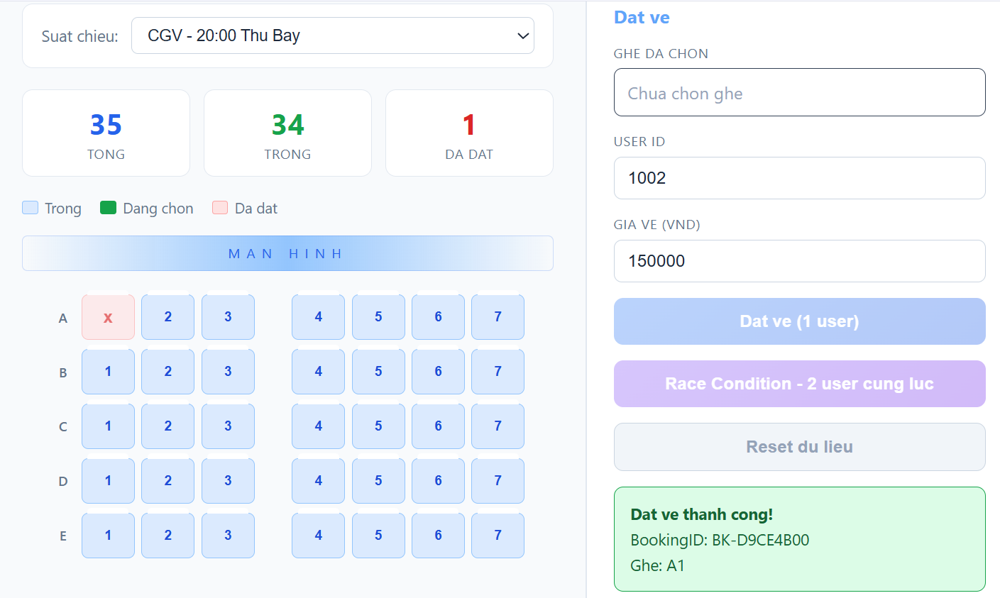 Suat chieu: CGV - 20:00 Thu Bay
35
TONG
34
TRONG
1
DA DAT
Trong Dang chon Da dat
MAN HINH
A x 2 3 4 5 6 7
B 1 2 3 4 5 6 7
C 1 2 3 4 5 6 7
D 1 2 3 4 5 6 7
E 1 2 3 4 5 6 7
Dat ve
GHE DA CHON
Chua chon ghe
USER ID
1002
GIA VE (VND)
150000
Dat ve (1 user)
Race Condition - 2 user cung luc
Reset du lieu
Dat ve thanh cong!
BookingID: BK-D9CE4B00
Ghe: A1